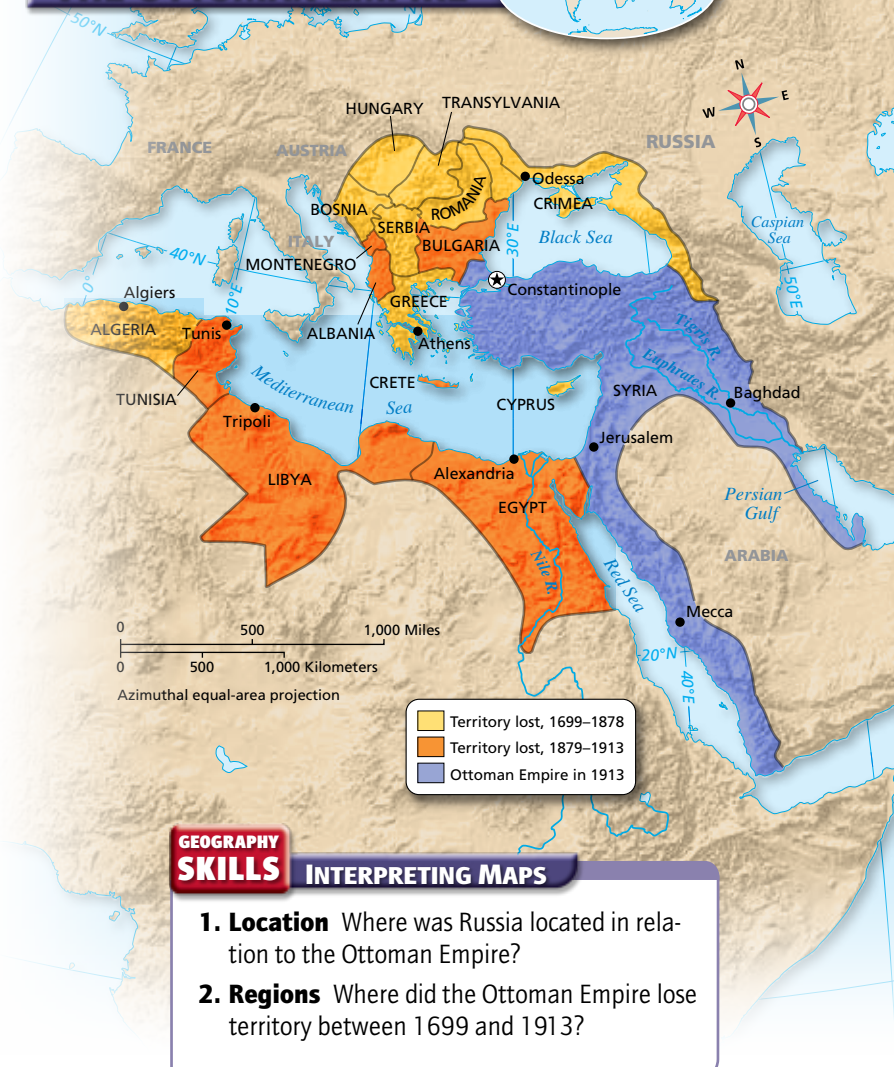 50°N
N
W
E
S
HUNGARY
TRANSYLVANIA
FRANCE
AUSTRIA
RUSSIA
Odessa
BOSNIA
ROMANIA
CRIMEA
SERBIA
Caspian
Sea
ITALY
BULGARIA
30°E
Black Sea
40°N
MONTENEGRO
0°
10°E
50°E
Algiers
GREECE
Constantinople
ALGERIA
Tunis
ALBANIA
Athens
Tigris R.
Euphrates R.
TUNISIA
Mediterranean
Sea
CRETE
CYPRUS
SYRIA
Baghdad
Tripoli
Jerusalem
LIBYA
Alexandria
EGYPT
Persian
Gulf
ARABIA
Nile R.
Red Sea
Mecca
20°N
40°E
0
500
1,000 Miles
0
500
1,000 Kilometers
Azimuthal equal-area projection
Territory lost, 1699–1878
Territory lost, 1879–1913
Ottoman Empire in 1913
GEOGRAPHY
SKILLS
INTERPRETING MAPS
1. Location Where was Russia located in rela-
tion to the Ottoman Empire?
2. Regions Where did the Ottoman Empire lose
territory between 1699 and 1913?